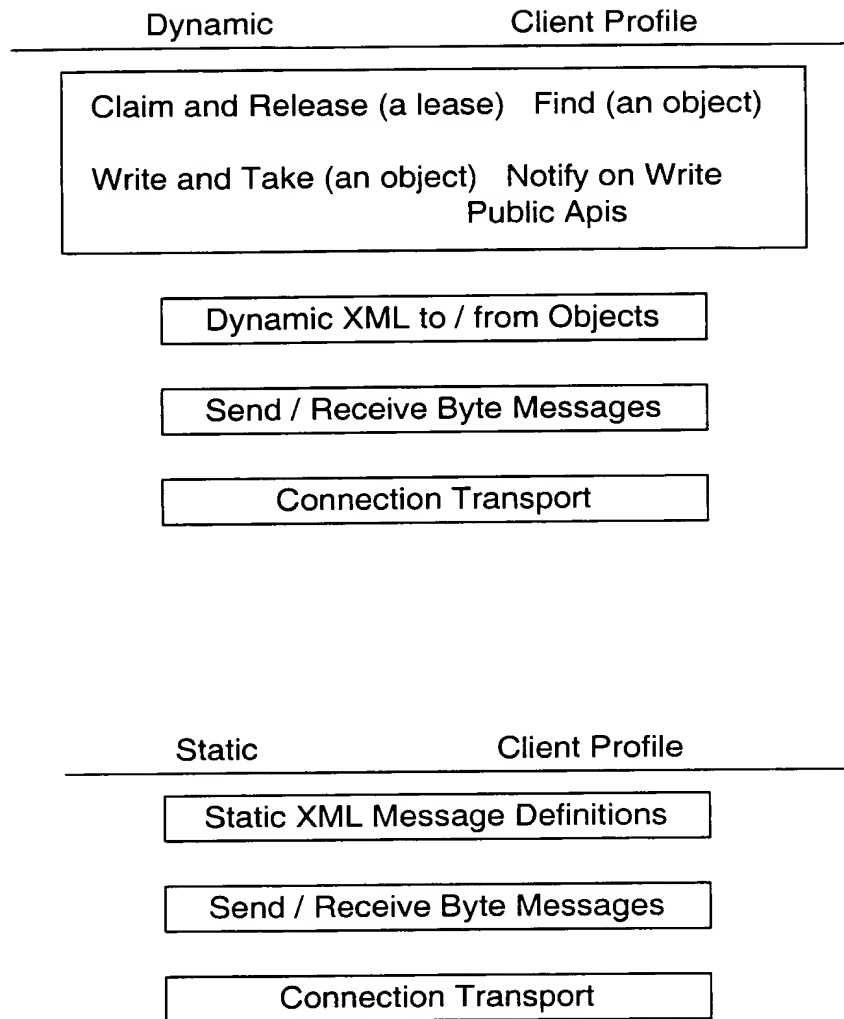 Dynamic Client Profile
Claim and Release (a lease) Find (an object)
Write and Take (an object) Notify on Write
Public Apis
Dynamic XML to / from Objects
Send / Receive Byte Messages
Connection Transport
Static Client Profile
Static XML Message Definitions
Send / Receive Byte Messages
Connection Transport